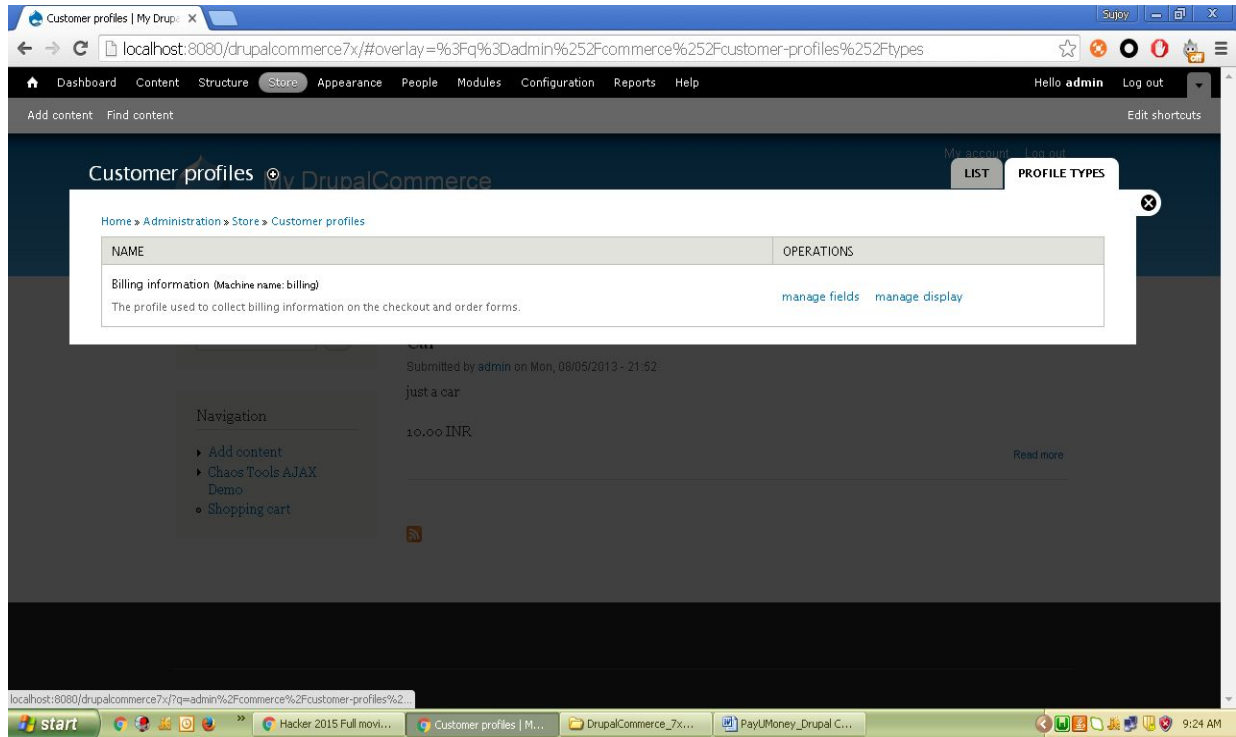 Customer profiles | My Drupa
Sujoy
localhost:8080/drupalcommerce7x/#overlay=%3Fq%3Dadmin%252Fcommerce%252Fcustomer-profiles%252Ftypes
off
Dashboard Content Structure Store Appearance People Modules Configuration Reports Help
Hello admin Log out
Add content Find content
Edit shortcuts
My account Log out
Customer profiles
My DrupalCommerce
LIST PROFILE TYPES
Home » Administration » Store » Customer profiles
NAME OPERATIONS
Billing information (Machine name: billing)
The profile used to collect billing information on the checkout and order forms.
manage fields manage display
Car
Submitted by admin on Mon, 08/05/2013 - 21:52
just a car
Navigation
10.00 INR
Add content
Read more
Chaos Tools AJAX
Demo
Shopping cart
localhost:8080/drupalcommerce7x/?q=admin%2Fcommerce%2Fcustomer-profiles%2...
start
Hacker 2015 Full movi...
Customer profiles | M...
DrupalCommerce_7x...
PayUMoney_Drupal C...
9:24 AM